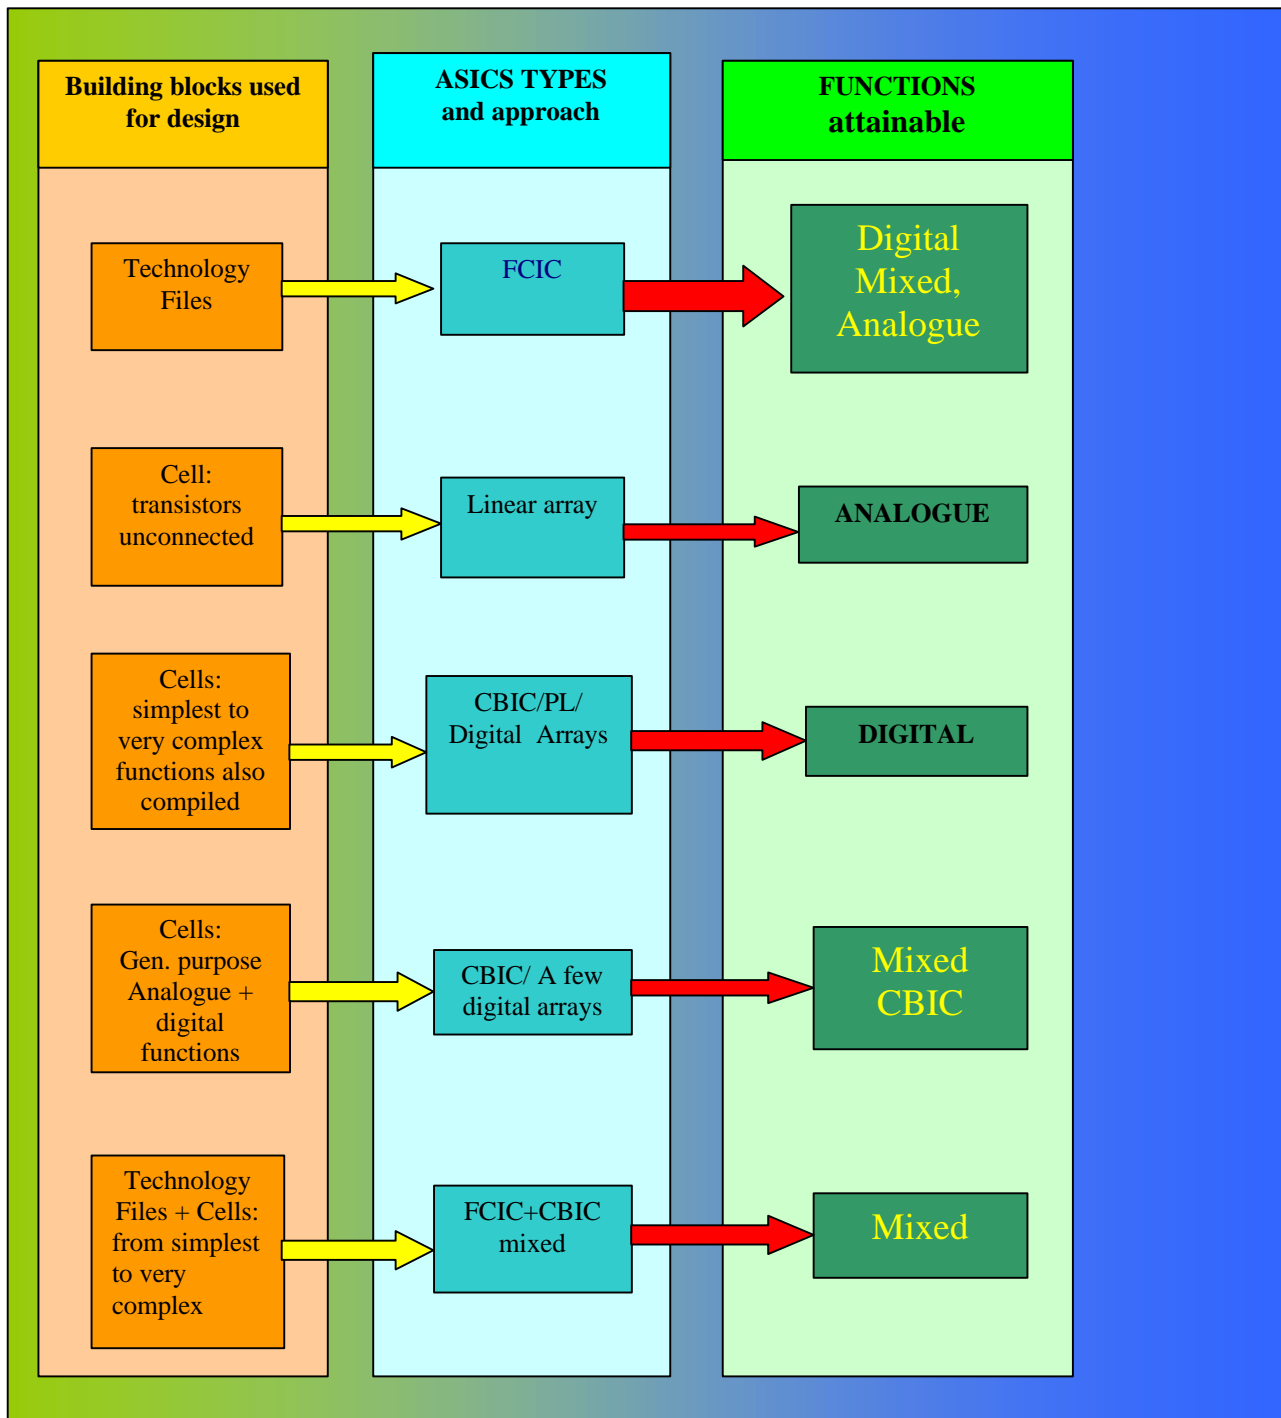 Building blocks used
for design
ASICS TYPES
and approach
FUNCTIONS
attainable
Technology
Files
FCIC
Digital
Mixed,
Analogue
Cell:
transistors
unconnected
Linear array
ANALOGUE
Cells:
simplest to
very complex
functions also
compiled
CBIC/PL/
Digital Arrays
DIGITAL
Cells:
Gen. purpose
Analogue +
digital
functions
CBIC/ A few
digital arrays
Mixed
CBIC
Technology
Files + Cells:
from simplest
to very
complex
FCIC+CBIC
mixed
Mixed